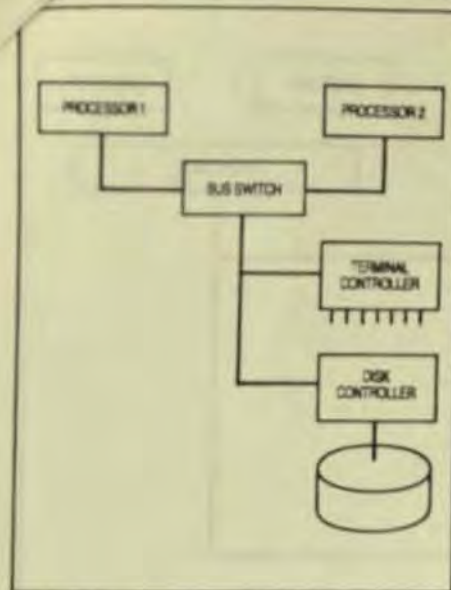 PROCESSOR 1
PROCESSOR 2
BUS SWITCH
TERMINAL
CONTROLLER
DISK
CONTROLLER